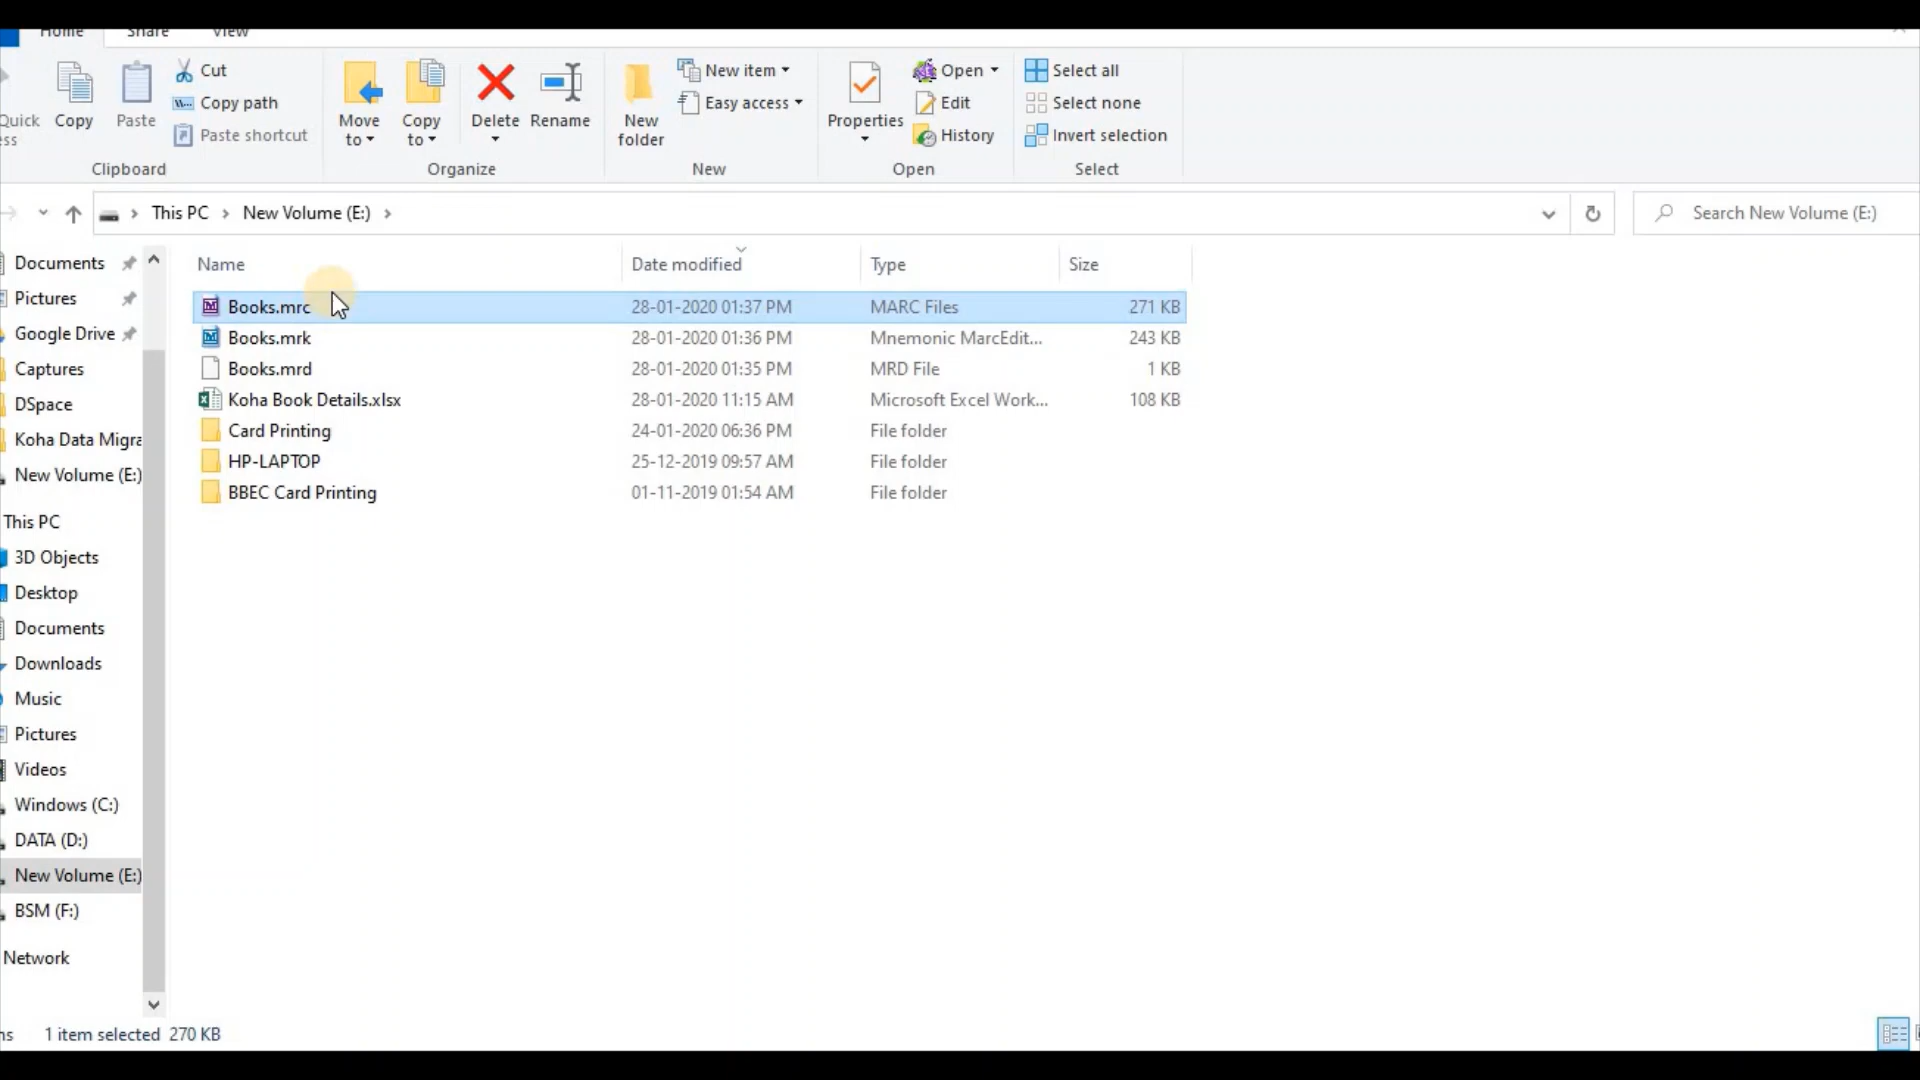 Home Share View
Cut
Copy path
Paste shortcut
Quick
ess
Copy
Paste
Clipboard
Move to
Copy to
Delete
Rename
Organize
New folder
New item
Easy access
New
Properties
Open
Edit
History
Open
Select all
Select none
Invert selection
Select
This PC > New Volume (E:) >
Search New Volume (E:)
Documents
Pictures
Google Drive
Captures
DSpace
Koha Data Migra
New Volume (E:)
This PC
3D Objects
Desktop
Documents
Downloads
Music
Pictures
Videos
Windows (C:)
DATA (D:)
New Volume (E:)
BSM (F:)
Network
Name Date modified Type Size
Books.mrc 28-01-2020 01:37 PM MARC Files 271 KB
Books.mrk 28-01-2020 01:36 PM Mnemonic MarcEdit... 243 KB
Books.mrd 28-01-2020 01:35 PM MRD File 1 KB
Koha Book Details.xlsx 28-01-2020 11:15 AM Microsoft Excel Work... 108 KB
Card Printing 24-01-2020 06:36 PM File folder
HP-LAPTOP 25-12-2019 09:57 AM File folder
BBEC Card Printing 01-11-2019 01:54 AM File folder
ns 1 item selected 270 KB